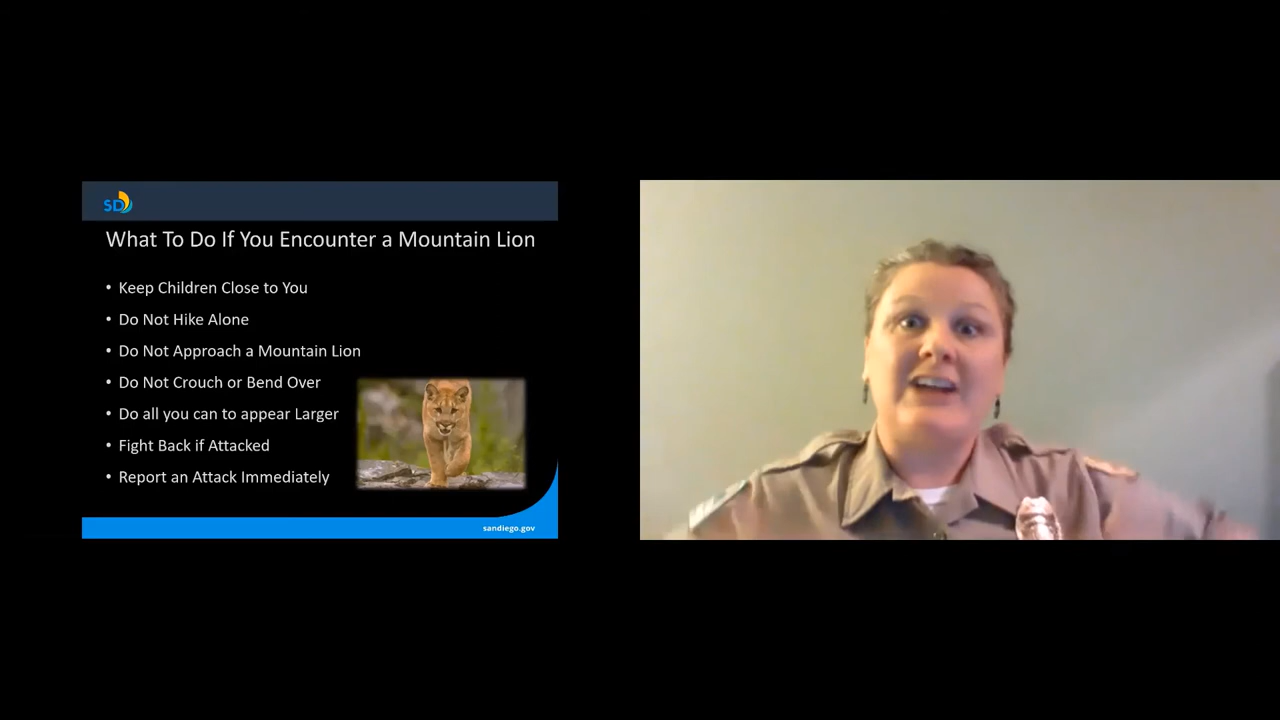 SD
What To Do If You Encounter a Mountain Lion
• Keep Children Close to You
• Do Not Hike Alone
• Do Not Approach a Mountain Lion
• Do Not Crouch or Bend Over
• Do all you can to appear Larger
• Fight Back if Attacked
• Report an Attack Immediately
sandiego.gov